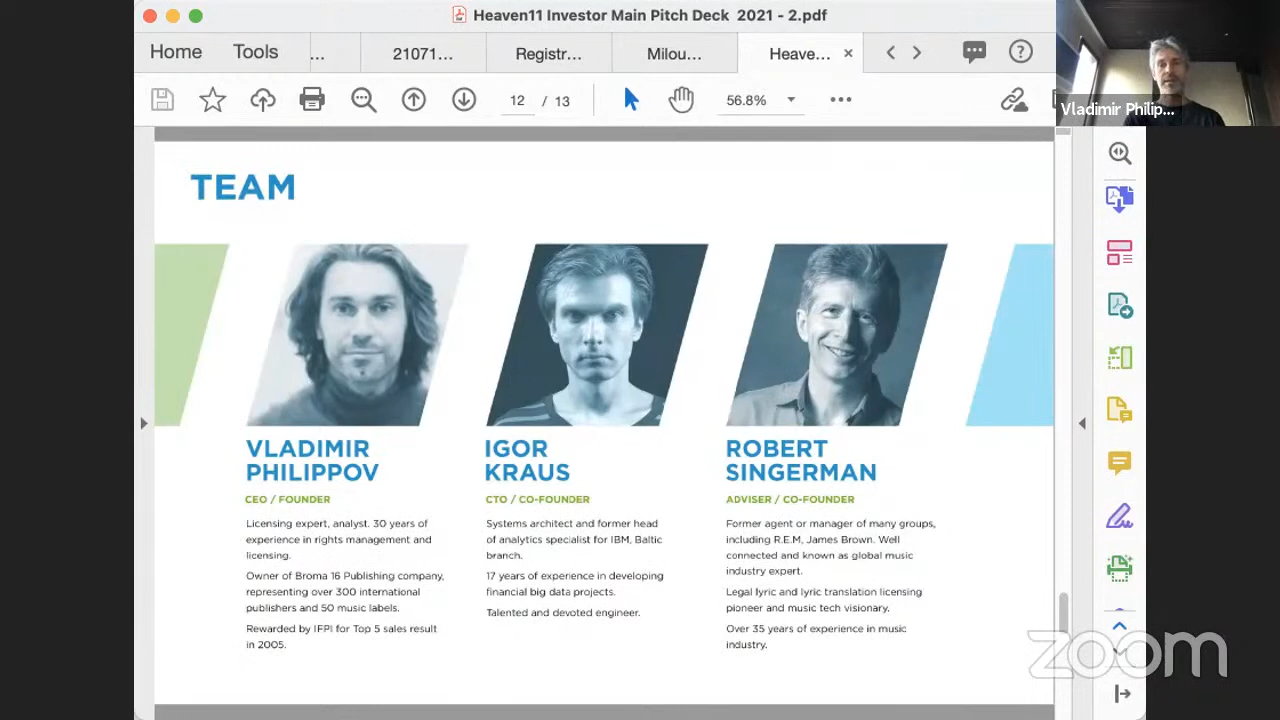 Heaven11 Investor Main Pitch Deck 2021 - 2.pdf
Home
Tools
...
21071...
Registr...
Milou...
Heave...
12 / 13
56.8%
Vladimir Philip...
TEAM
VLADIMIR
PHILIPPOV
CEO / FOUNDER
Licensing expert, analyst. 30 years of
experience in rights management and
licensing.
Owner of Broma 16 Publishing company,
representing over 300 international
publishers and 50 music labels.
Rewarded by IFPI for Top 5 sales result
in 2005.
IGOR
KRAUS
CTO / CO-FOUNDER
Systems architect and former head
of analytics specialist for IBM, Baltic
branch.
17 years of experience in developing
financial big data projects.
Talented and devoted engineer.
ROBERT
SINGERMAN
ADVISER / CO-FOUNDER
Former agent or manager of many groups,
including R.E.M, James Brown. Well
connected and known as global music
industry expert.
Legal lyric and lyric translation licensing
pioneer and music tech visionary.
Over 35 years of experience in music
industry.
zoom